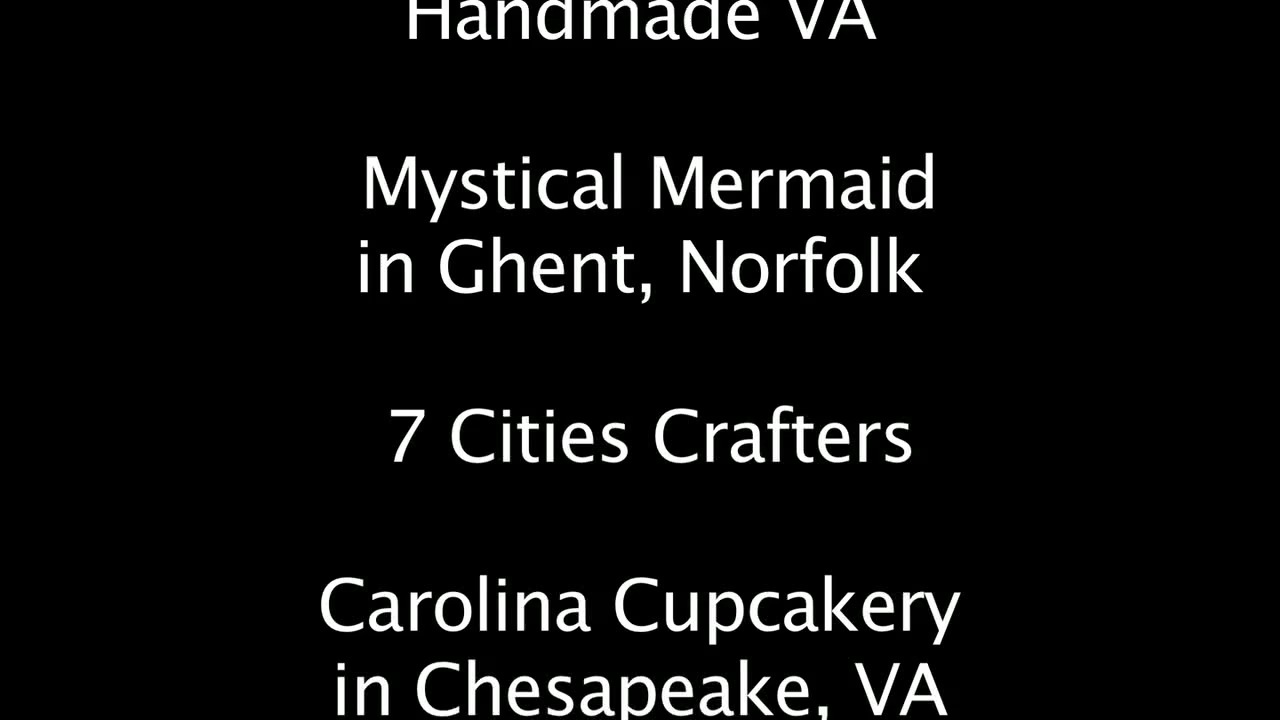 Handmade VA
Mystical Mermaid
in Ghent, Norfolk
7 Cities Crafters
Carolina Cupcakery
in Chesapeake, VA